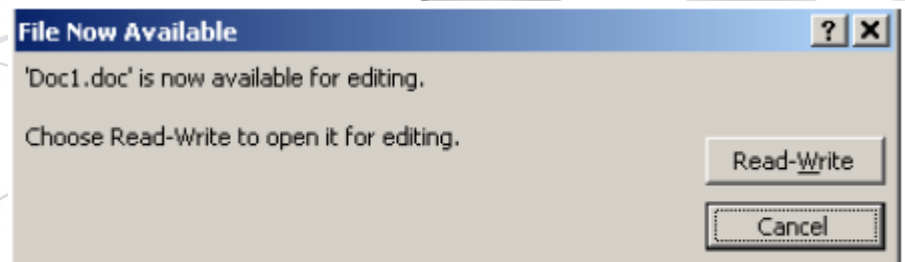 File Now Available
'Doc1.doc' is now available for editing.
Choose Read-Write to open it for editing.
Read-Write
Cancel